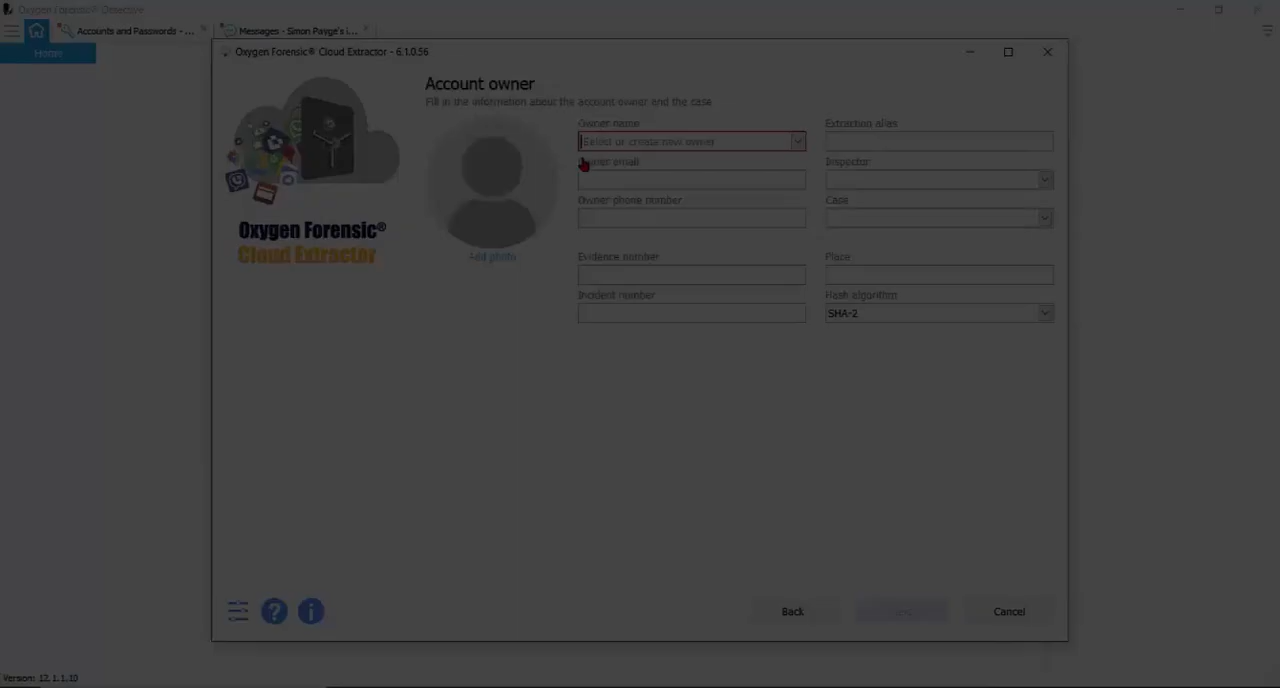 Oxygen Forensic® Detective
Accounts and Passwords - ...
Messages - Simon Payge's i...
Home
Oxygen Forensic® Cloud Extractor - 6.1.0.56
Account owner
Fill in the information about the account owner and the case
Owner name
Extraction alias
Select or create new owner
Owner email
Inspector
Owner phone number
Case
Oxygen Forensic®
Cloud Extractor
Add photo
Evidence number
Place
Incident number
Hash algorithm
SHA-2
Back
Cancel
Version: 12.1.1.10